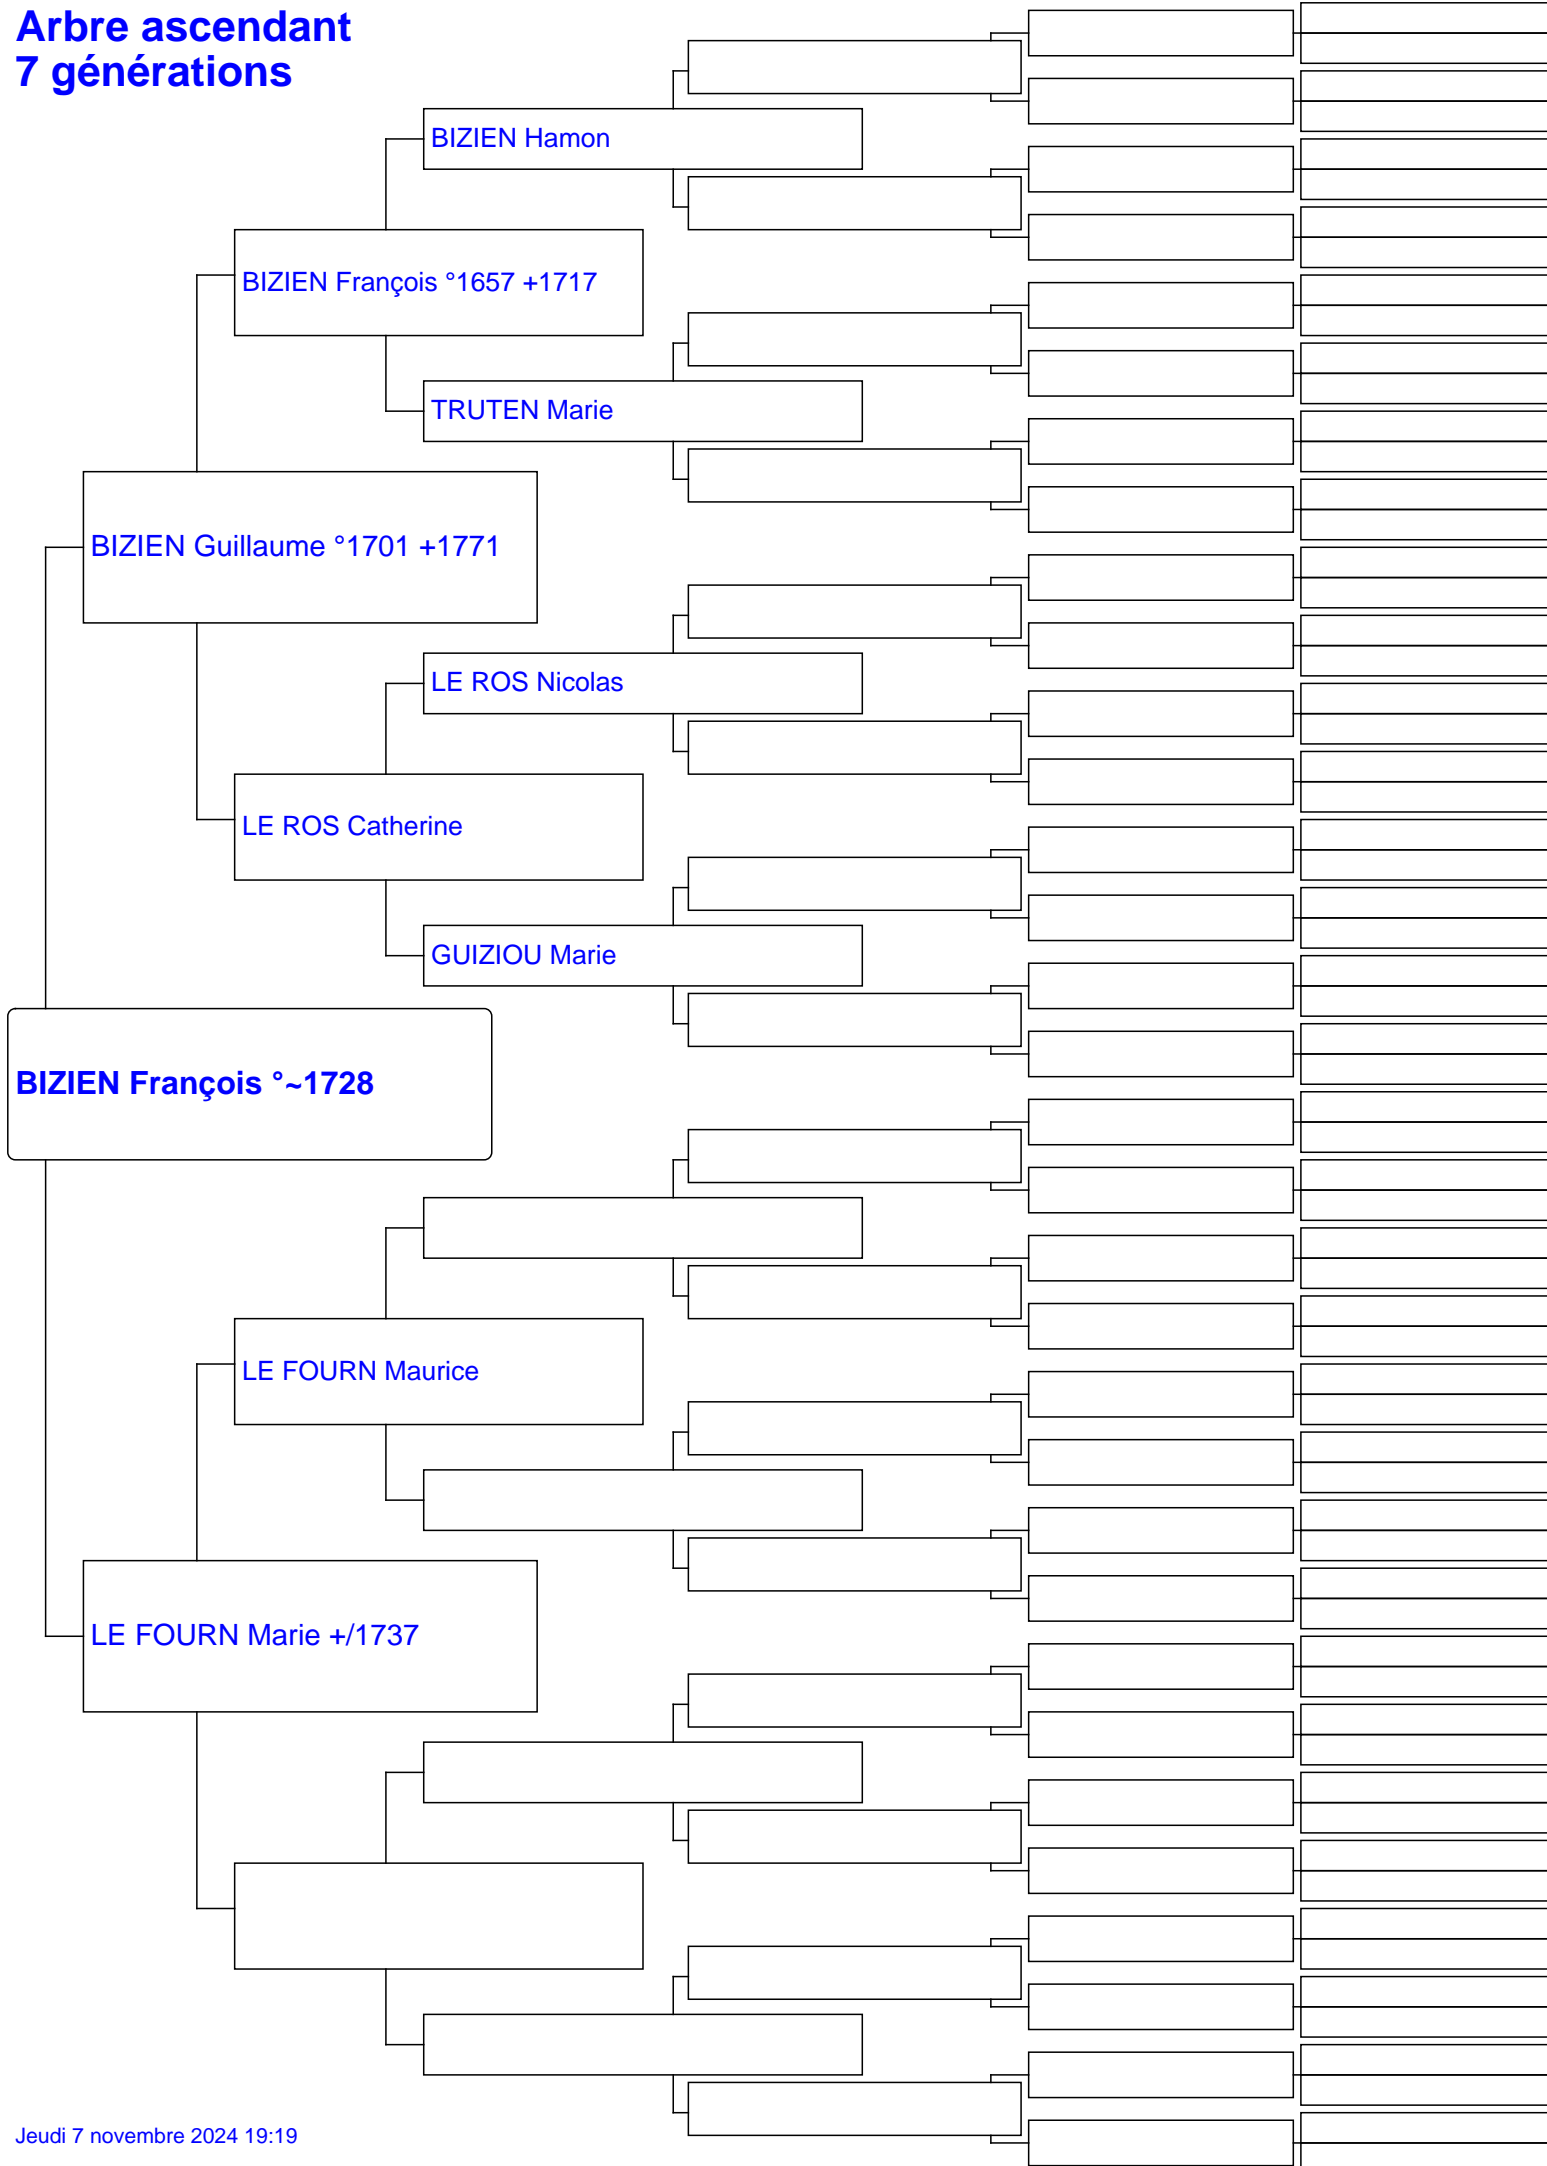 Arbre ascendant
7 générations
BIZIEN Hamon
BIZIEN François °1657 +1717
TRUTEN Marie
BIZIEN Guillaume °1701 +1771
LE ROS Nicolas
LE ROS Catherine
GUIZIOU Marie
BIZIEN François °~1728
LE FOURN Maurice
LE FOURN Marie +/1737
Jeudi 7 novembre 2024 19:19